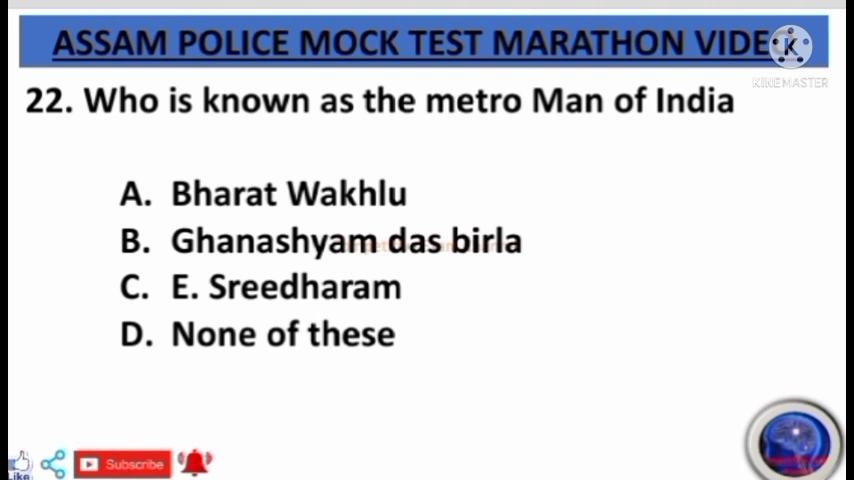 ASSAM POLICE MOCK TEST MARATHON VIDE
KINEMASTER
22. Who is known as the metro Man of India
A. Bharat Wakhlu
B. Ghanashyam das birla
C. E. Sreedharam
D. None of these
Like
Subscribe